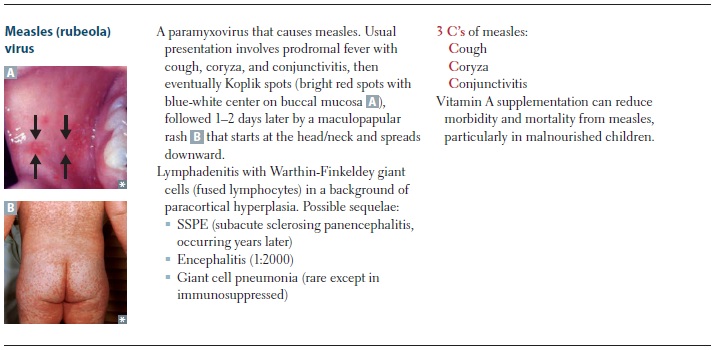 Measles (rubeola)
virus
A
B
A paramyxovirus that causes measles. Usual
presentation involves prodromal fever with
cough, coryza, and conjunctivitis, then
eventually Koplik spots (bright red spots with
blue-white center on buccal mucosa A),
followed 1–2 days later by a maculopapular
rash B that starts at the head/neck and spreads
downward.
Lymphadenitis with Warthin-Finkeldey giant
cells (fused lymphocytes) in a background of
paracortical hyperplasia. Possible sequelae:
▪ SSPE (subacute sclerosing panencephalitis,
occurring years later)
▪ Encephalitis (1:2000)
▪ Giant cell pneumonia (rare except in
immunosuppressed)
3 C’s of measles:
Cough
Coryza
Conjunctivitis
Vitamin A supplementation can reduce
morbidity and mortality from measles,
particularly in malnourished children.